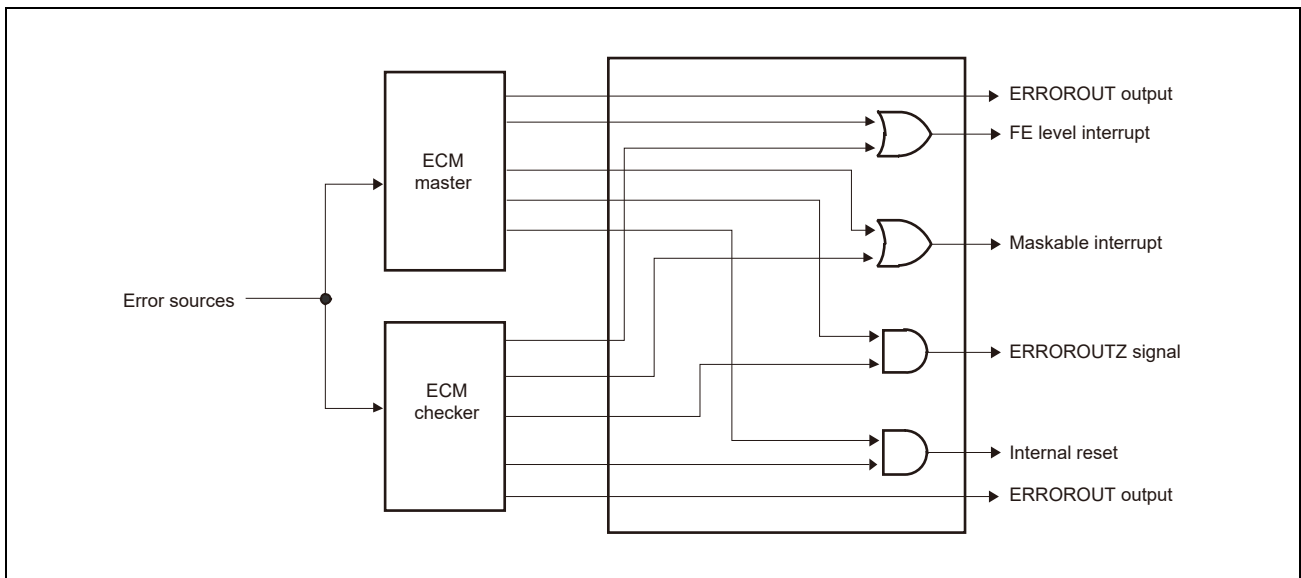 ERROROUT output
FE level interrupt
ECM
master
Maskable interrupt
Error sources
ERROROUTZ signal
ECM
checker
Internal reset
ERROROUT output